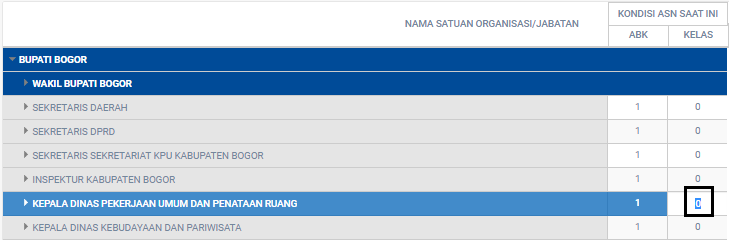 NAMA SATUAN ORGANISASI/JABATAN KONDISI ASN SAAT INI
ABK KELAS
BUPATI BOGOR
WAKIL BUPATI BOGOR
SEKRETARIS DAERAH 1 0
SEKRETARIS DPRD 1 0
SEKRETARIS SEKRETARIAT KPU KABUPATEN BOGOR 1 0
INSPEKTUR KABUPATEN BOGOR 1 0
KEPALA DINAS PEKERJAAN UMUM DAN PENATAAN RUANG 1 0
KEPALA DINAS KEBUDAYAAN DAN PARIWISATA 1 0